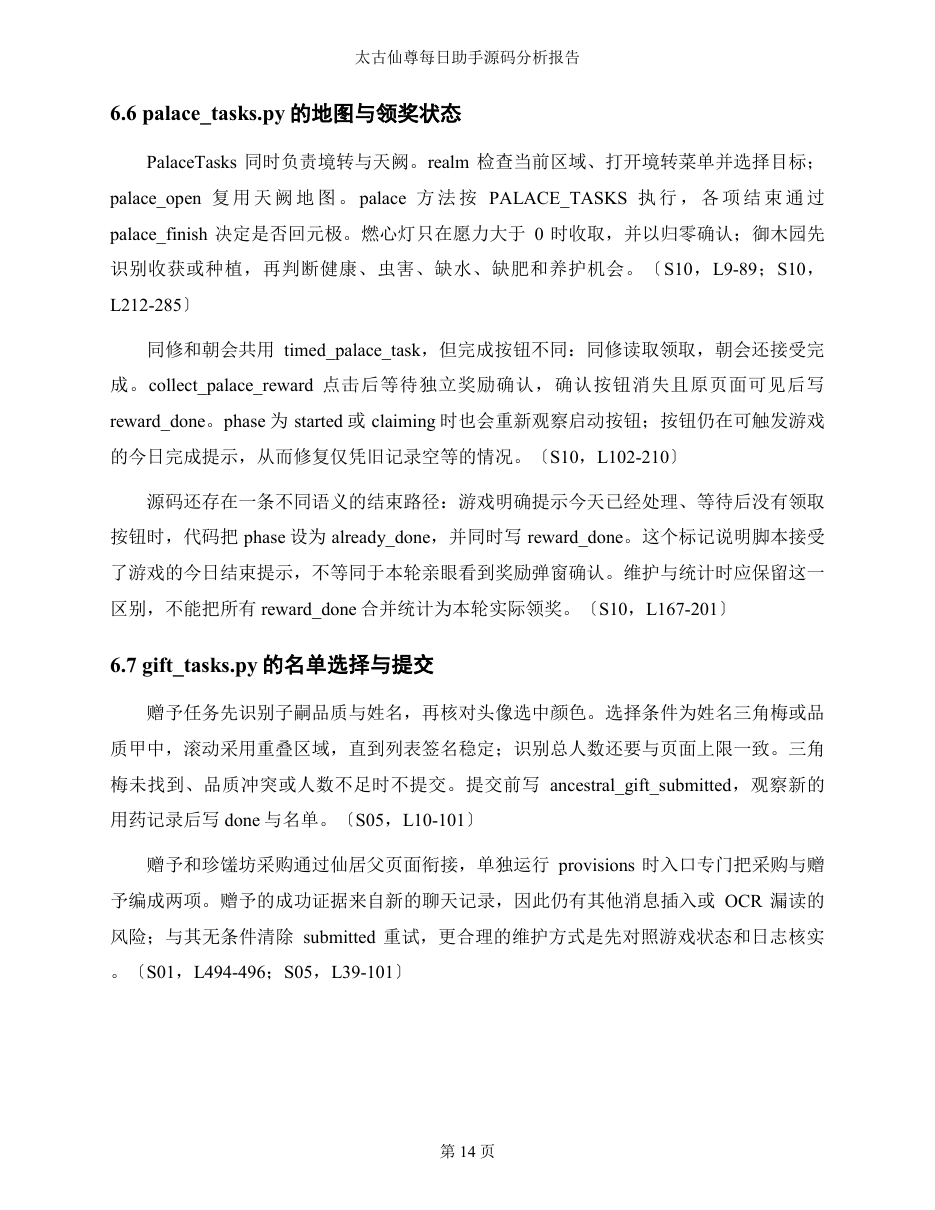 太古仙尊每日助手源码分析报告
6.6 palace_tasks.py 的地图与领奖状态
PalaceTasks 同时负责境转与天阙。realm 检查当前区域、打开境转菜单并选择目标；
palace_open 复用天阙地图。palace 方法按 PALACE_TASKS 执行，各项结束通过
palace_finish 决定是否回元极。燃心灯只在愿力大于 0 时收取，并以归零确认；御木园先
识别收获或种植，再判断健康、虫害、缺水、缺肥和养护机会。〔S10，L9-89；S10，
L212-285〕
同修和朝会共用 timed_palace_task，但完成按钮不同：同修读取领取，朝会还接受完
成。collect_palace_reward 点击后等待独立奖励确认，确认按钮消失且原页面可见后写
reward_done。phase 为 started 或 claiming 时也会重新观察启动按钮；按钮仍在可触发游戏
的今日完成提示，从而修复仅凭旧记录空等的情况。〔S10，L102-210〕
源码还存在一条不同语义的结束路径：游戏明确提示今天已经处理、等待后没有领取
按钮时，代码把 phase 设为 already_done，并同时写 reward_done。这个标记说明脚本接受
了游戏的今日结束提示，不等同于本轮亲眼看到奖励弹窗确认。维护与统计时应保留这一
区别，不能把所有 reward_done 合并统计为本轮实际领奖。〔S10，L167-201〕
6.7 gift_tasks.py 的名单选择与提交
赠予任务先识别子嗣品质与姓名，再核对头像选中颜色。选择条件为姓名三角梅或品
质甲中，滚动采用重叠区域，直到列表签名稳定；识别总人数还要与页面上限一致。三角
梅未找到、品质冲突或人数不足时不提交。提交前写 ancestral_gift_submitted，观察新的
用药记录后写 done 与名单。〔S05，L10-101〕
赠予和珍馐坊采购通过仙居父页面衔接，单独运行 provisions 时入口专门把采购与赠
予编成两项。赠予的成功证据来自新的聊天记录，因此仍有其他消息插入或 OCR 漏读的
风险；与其无条件清除 submitted 重试，更合理的维护方式是先对照游戏状态和日志核实
。〔S01，L494-496；S05，L39-101〕
第 14 页